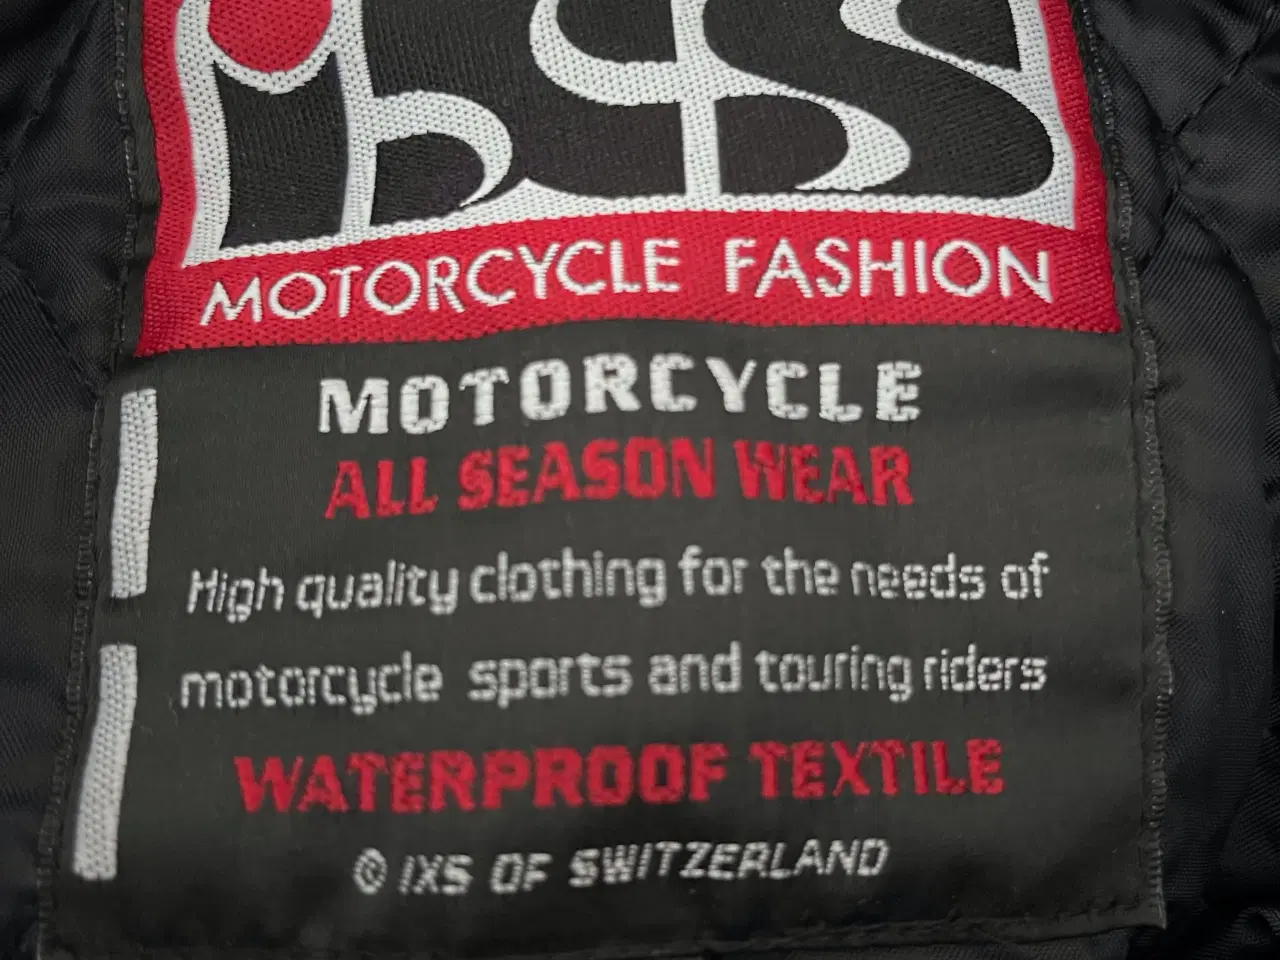 MOTORCYCLE FASHION
MOTORCYCLE
ALL SEASON WEAR
High quality clothing for the needs of
motorcycle sports and touring riders
WATERPROOF TEXTILE
© IXS OF SWITZERLAND